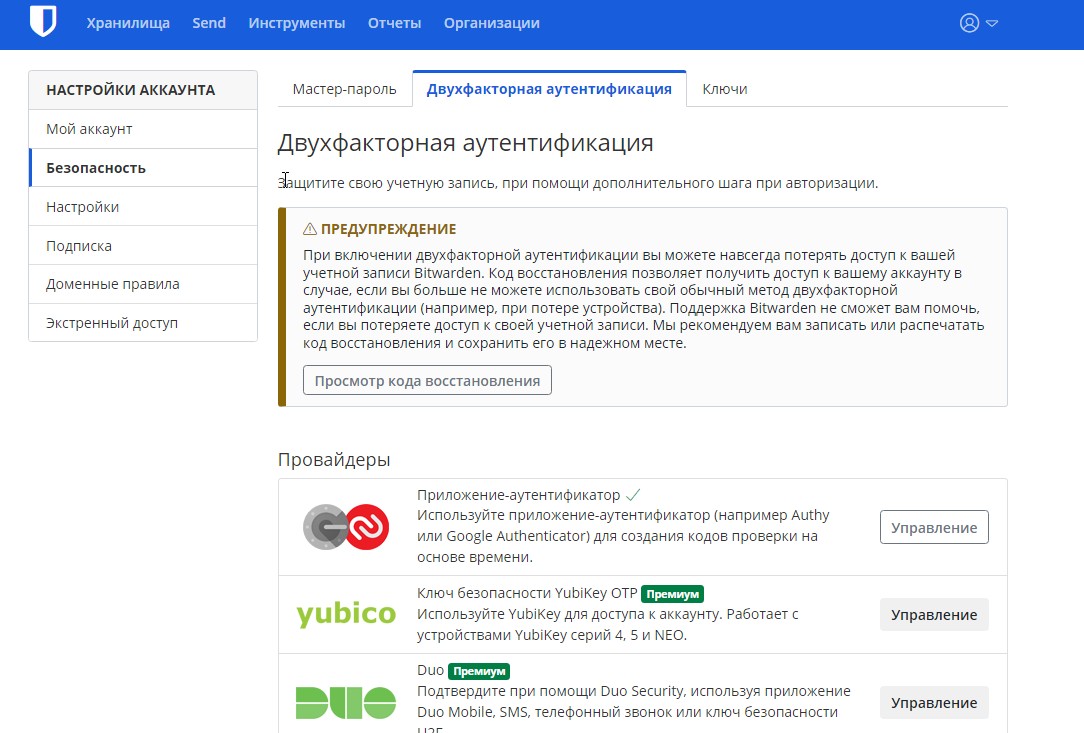 Хранилища Send Инструменты Отчеты Организации
НАСТРОЙКИ АККАУНТА
Мой аккаунт
Безопасность
Настройки
Подписка
Доменные правила
Экстренный доступ
Мастер-пароль Двухфакторная аутентификация Ключи
Двухфакторная аутентификация
Защитите свою учетную запись, при помощи дополнительного шага при авторизации.
ПРЕДУПРЕЖДЕНИЕ
При включении двухфакторной аутентификации вы можете навсегда потерять доступ к вашей
учетной записи Bitwarden. Код восстановления позволяет получить доступ к вашему аккаунту в
случае, если вы больше не можете использовать свой обычный метод двухфакторной
аутентификации (например, при потере устройства). Поддержка Bitwarden не сможет вам помочь,
если вы потеряете доступ к своей учетной записи. Мы рекомендуем вам записать или распечатать
код восстановления и сохранить его в надежном месте.
Просмотр кода восстановления
Провайдеры
Приложение-аутентификатор
Используйте приложение-аутентификатор (например Authy
или Google Authenticator) для создания кодов проверки на
основе времени.
Управление
yubico
Ключ безопасности YubiKey OTP Премиум
Используйте YubiKey для доступа к аккаунту. Работает с
устройствами YubiKey серий 4, 5 и NEO.
Управление
DUO
Duo Премиум
Подтвердите при помощи Duo Security, используя приложение
Duo Mobile, SMS, телефонный звонок или ключ безопасности
Управление